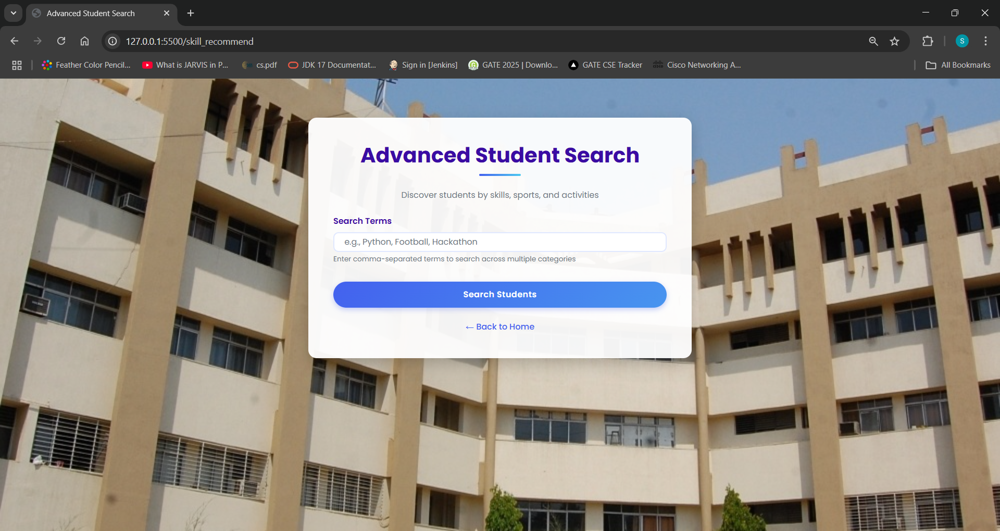 Advanced Student Search
127.0.0.1:5500/skill_recommend
S
Feather Color Pencil...
What is JARVIS in P...
cs.pdf
JDK 17 Documentat...
Sign in [Jenkins]
GATE 2025 | Downlo...
GATE CSE Tracker
Cisco Networking A...
All Bookmarks
Advanced Student Search
Discover students by skills, sports, and activities
Search Terms
e.g., Python, Football, Hackathon
Enter comma-separated terms to search across multiple categories
Search Students
← Back to Home